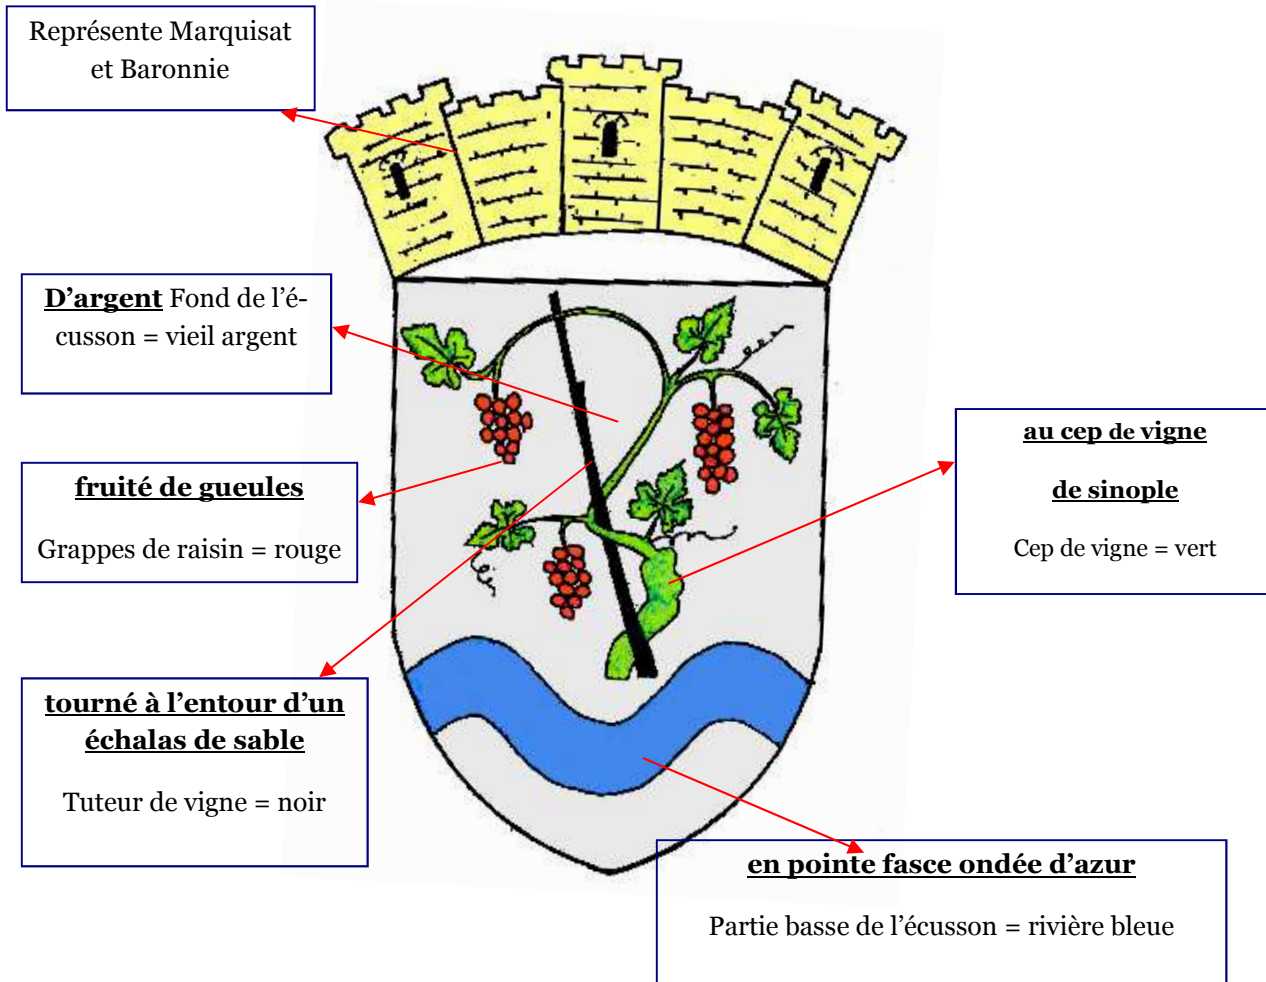 Représente Marquisat
et Baronnie
D’argent Fond de l’é-
cusson = vieil argent
fruité de gueules
Grappes de raisin = rouge
tourné à l’entour d’un
échalas de sable
Tuteur de vigne = noir
au cep de vigne
de sinople
Cep de vigne = vert
en pointe fasce ondée d’azur
Partie basse de l’écusson = rivière bleue